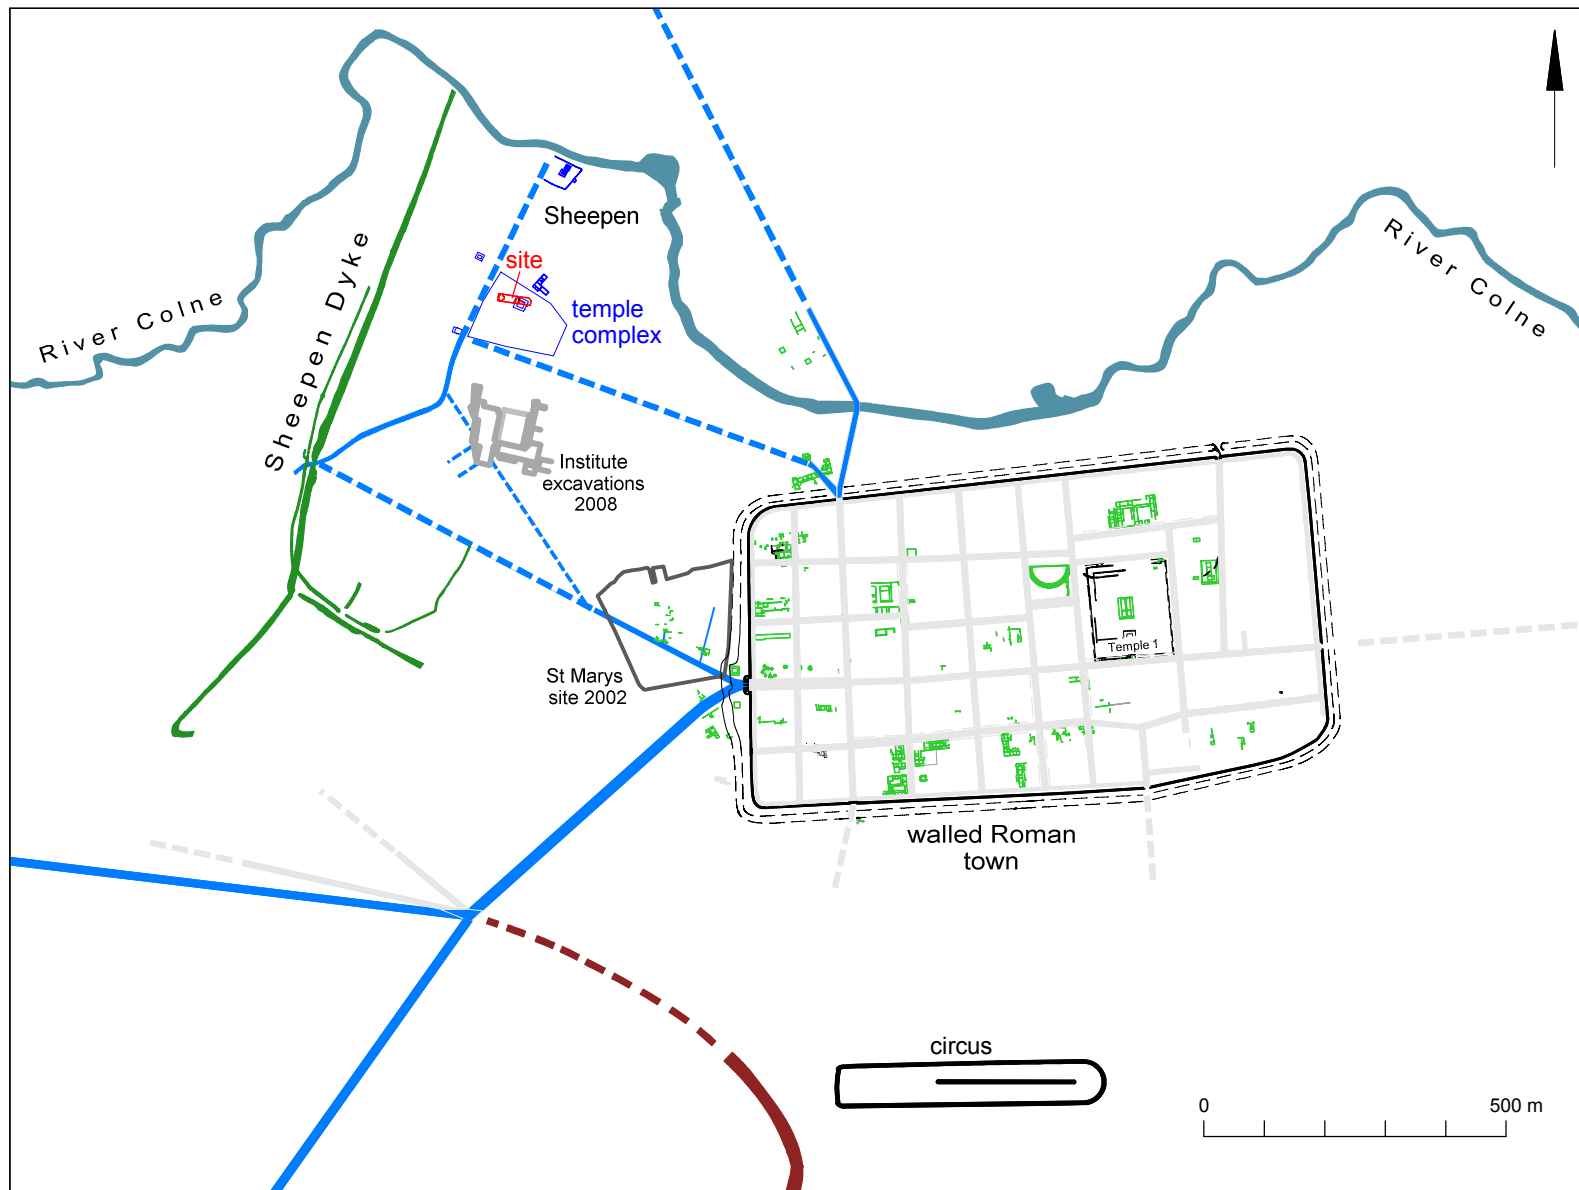 Sheepen
site
temple
complex
River Colne
Sheepen Dyke
River Colne
Institute
excavations
2008
St Marys
site 2002
Temple 1
walled Roman
town
circus
0 500 m